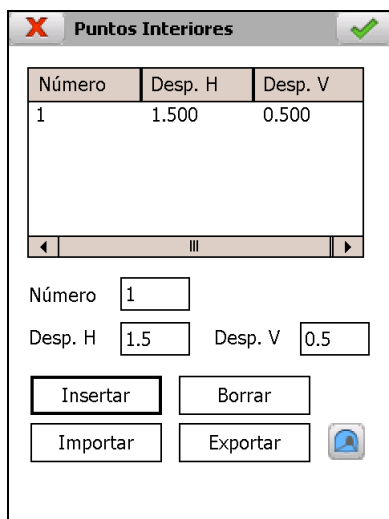 Puntos Interiores
Número Desp. H Desp. V
1 1.500 0.500
Número 1
Desp. H 1.5 Desp. V 0.5
Insertar Borrar
Importar Exportar